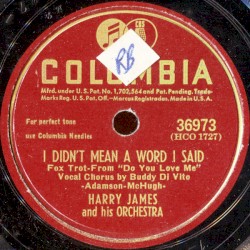 RB
COLUMBIA
Mfd. under U.S. Pat. No. 1,702,564 and Pat. Pending. Trade
Marks Reg. U.S. Pat. Off.-Marcas Registradas. Made in U.S.A.
For perfect tone
use Columbia Needles
36973
(HCO 1727)
I DIDN'T MEAN A WORD I SAID
Fox Trot-From "Do You Love Me"
Vocal Chorus by Buddy Di Vito
-Adamson-McHugh-
HARRY JAMES
and his ORCHESTRA